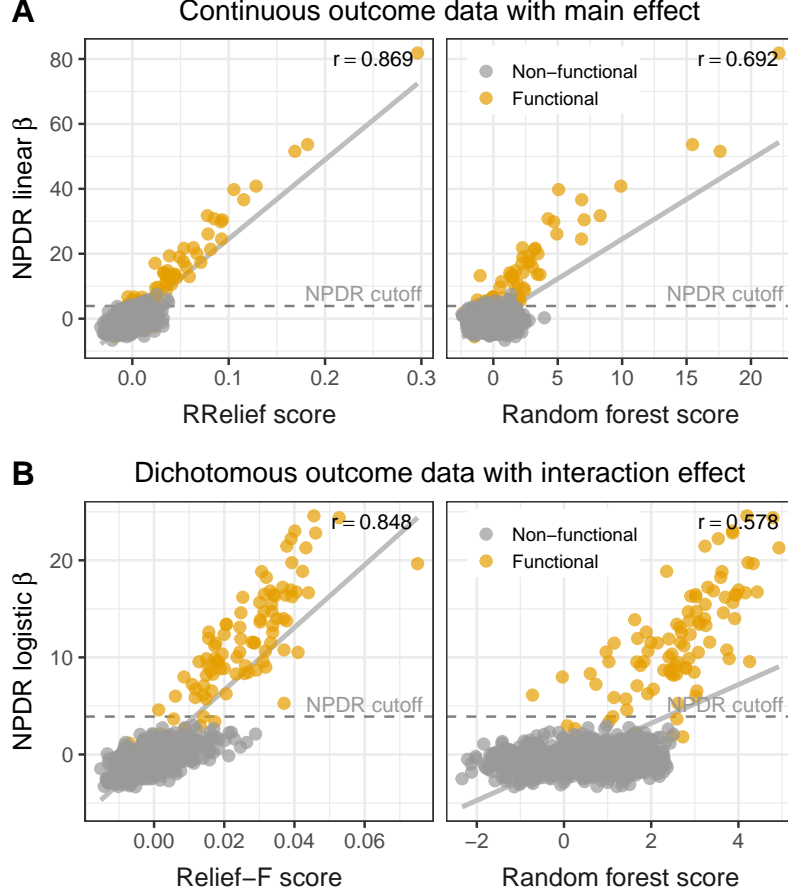 A
Continuous outcome data with main effect
NPDR linear β
80
60
40
20
0
r = 0.869
NPDR cutoff
0.0
0.1
0.2
0.3
RRelief score
Non−functional
Functional
r = 0.692
NPDR cutoff
0
5
10
15
20
Random forest score
B
Dichotomous outcome data with interaction effect
NPDR logistic β
20
10
0
r = 0.848
NPDR cutoff
0.00
0.02
0.04
0.06
Relief−F score
Non−functional
Functional
r = 0.578
NPDR cutoff
−2
0
2
4
Random forest score